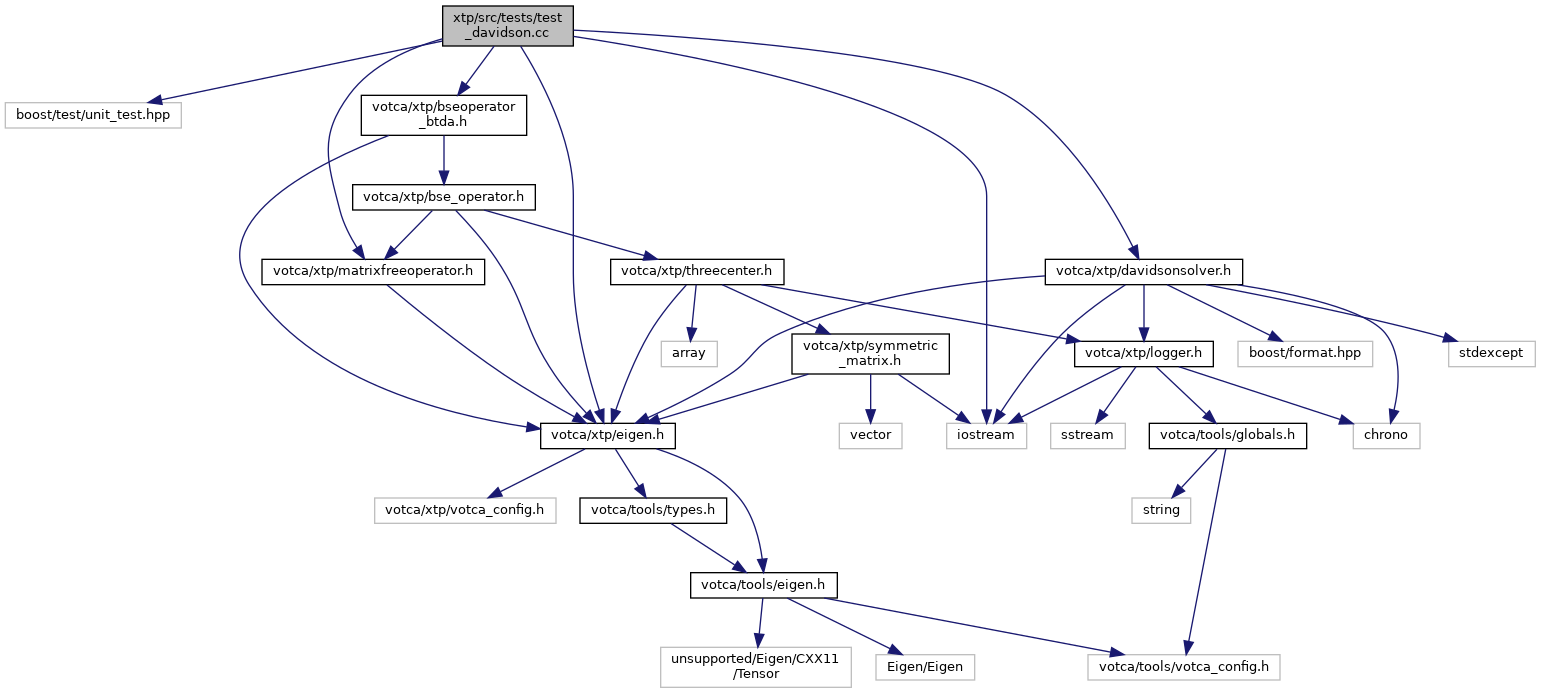 xtp/src/tests/test
_davidson.cc
boost/test/unit_test.hpp
votca/xtp/bseoperator
_btda.h
votca/xtp/bse_operator.h
votca/xtp/matrixfreeoperator.h
votca/xtp/threecenter.h
votca/xtp/davidsonsolver.h
array
votca/xtp/symmetric
_matrix.h
votca/xtp/logger.h
boost/format.hpp
stdexcept
votca/xtp/eigen.h
vector
iostream
sstream
votca/tools/globals.h
chrono
votca/xtp/votca_config.h
votca/tools/types.h
string
votca/tools/eigen.h
unsupported/Eigen/CXX11
/Tensor
Eigen/Eigen
votca/tools/votca_config.h